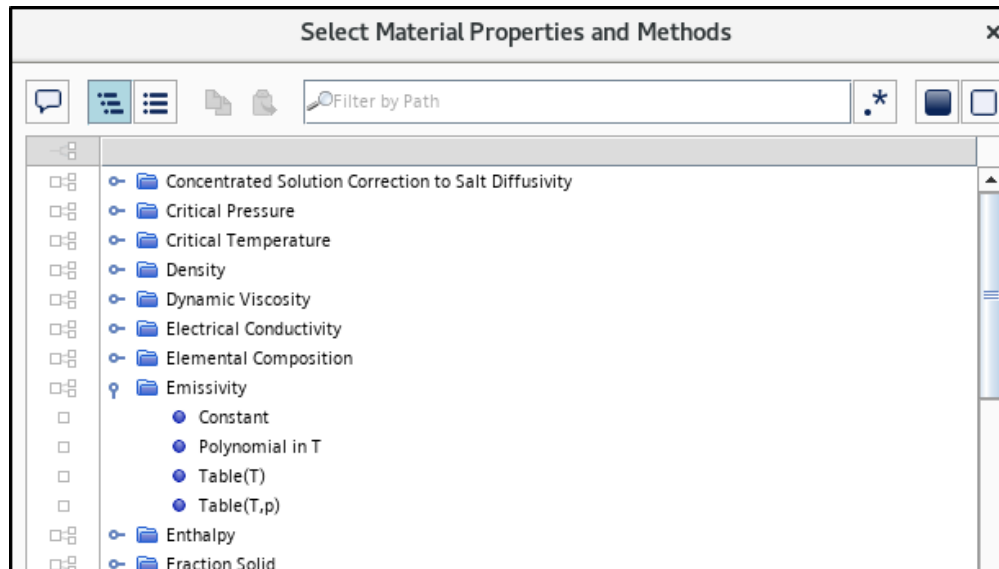 Select Material Properties and Methods
Filter by Path
.*
Concentrated Solution Correction to Salt Diffusivity
Critical Pressure
Critical Temperature
Density
Dynamic Viscosity
Electrical Conductivity
Elemental Composition
Emissivity
Constant
Polynomial in T
Table(T)
Table(T,p)
Enthalpy
Fraction Solid